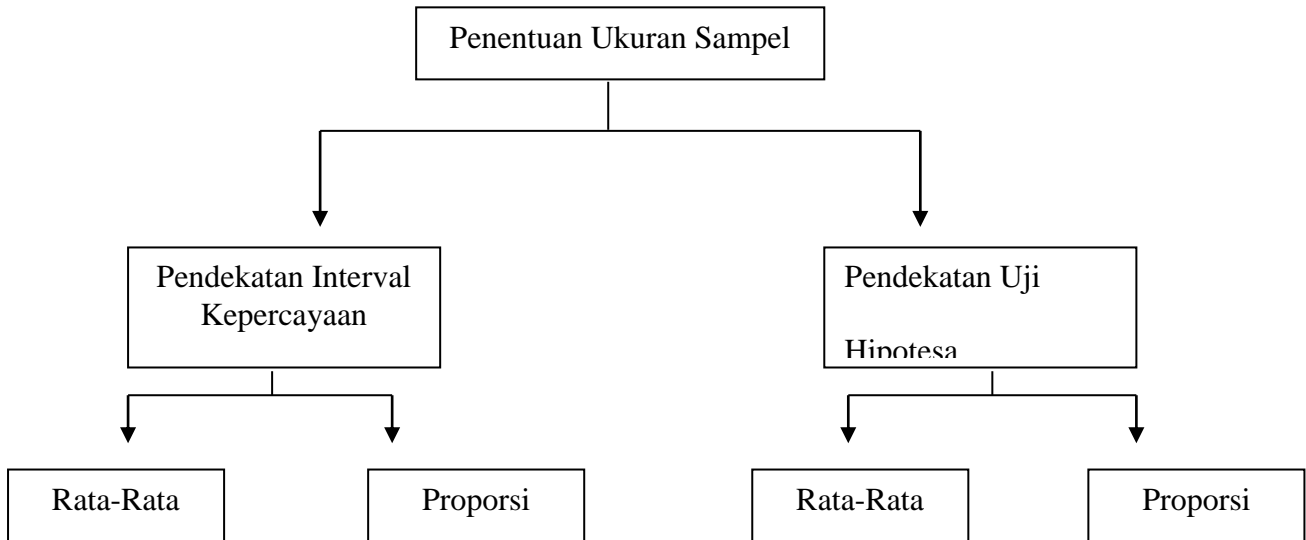 Penentuan Ukuran Sampel
Pendekatan Interval
Kepercayaan
Pendekatan Uji
Hipotesa
Rata-Rata
Proporsi
Rata-Rata
Proporsi